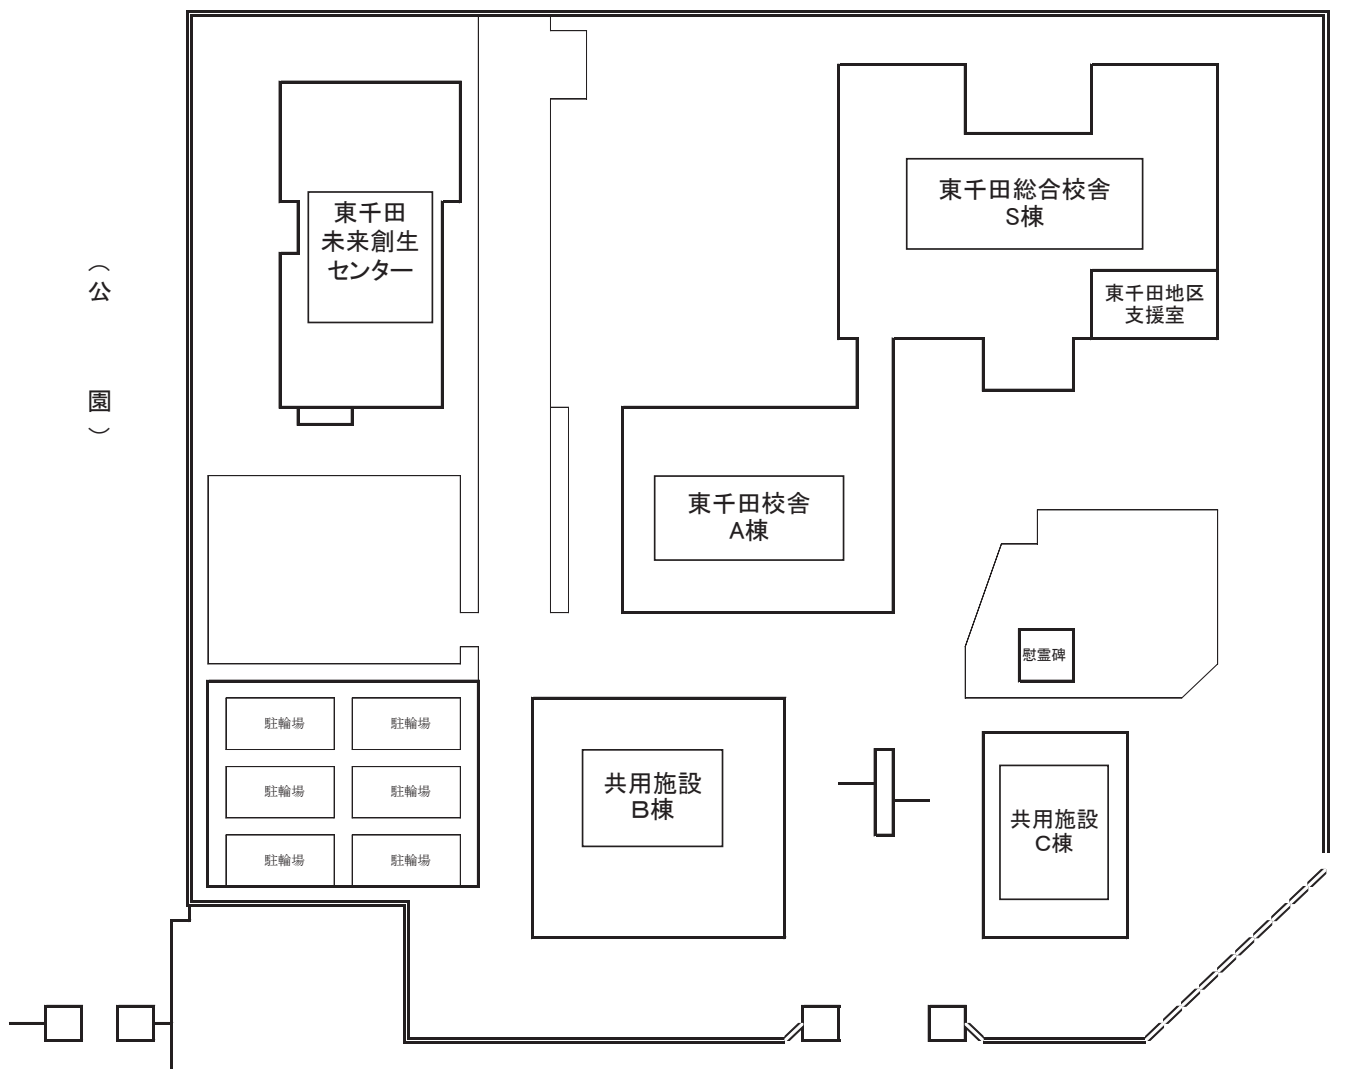 東千田
未来創生
センター
東千田総合校舎
S棟
東千田地区
支援室
（公　園）
東千田校舎
A棟
慰霊碑
駐輪場
駐輪場
駐輪場
駐輪場
駐輪場
駐輪場
共用施設
B棟
共用施設
C棟